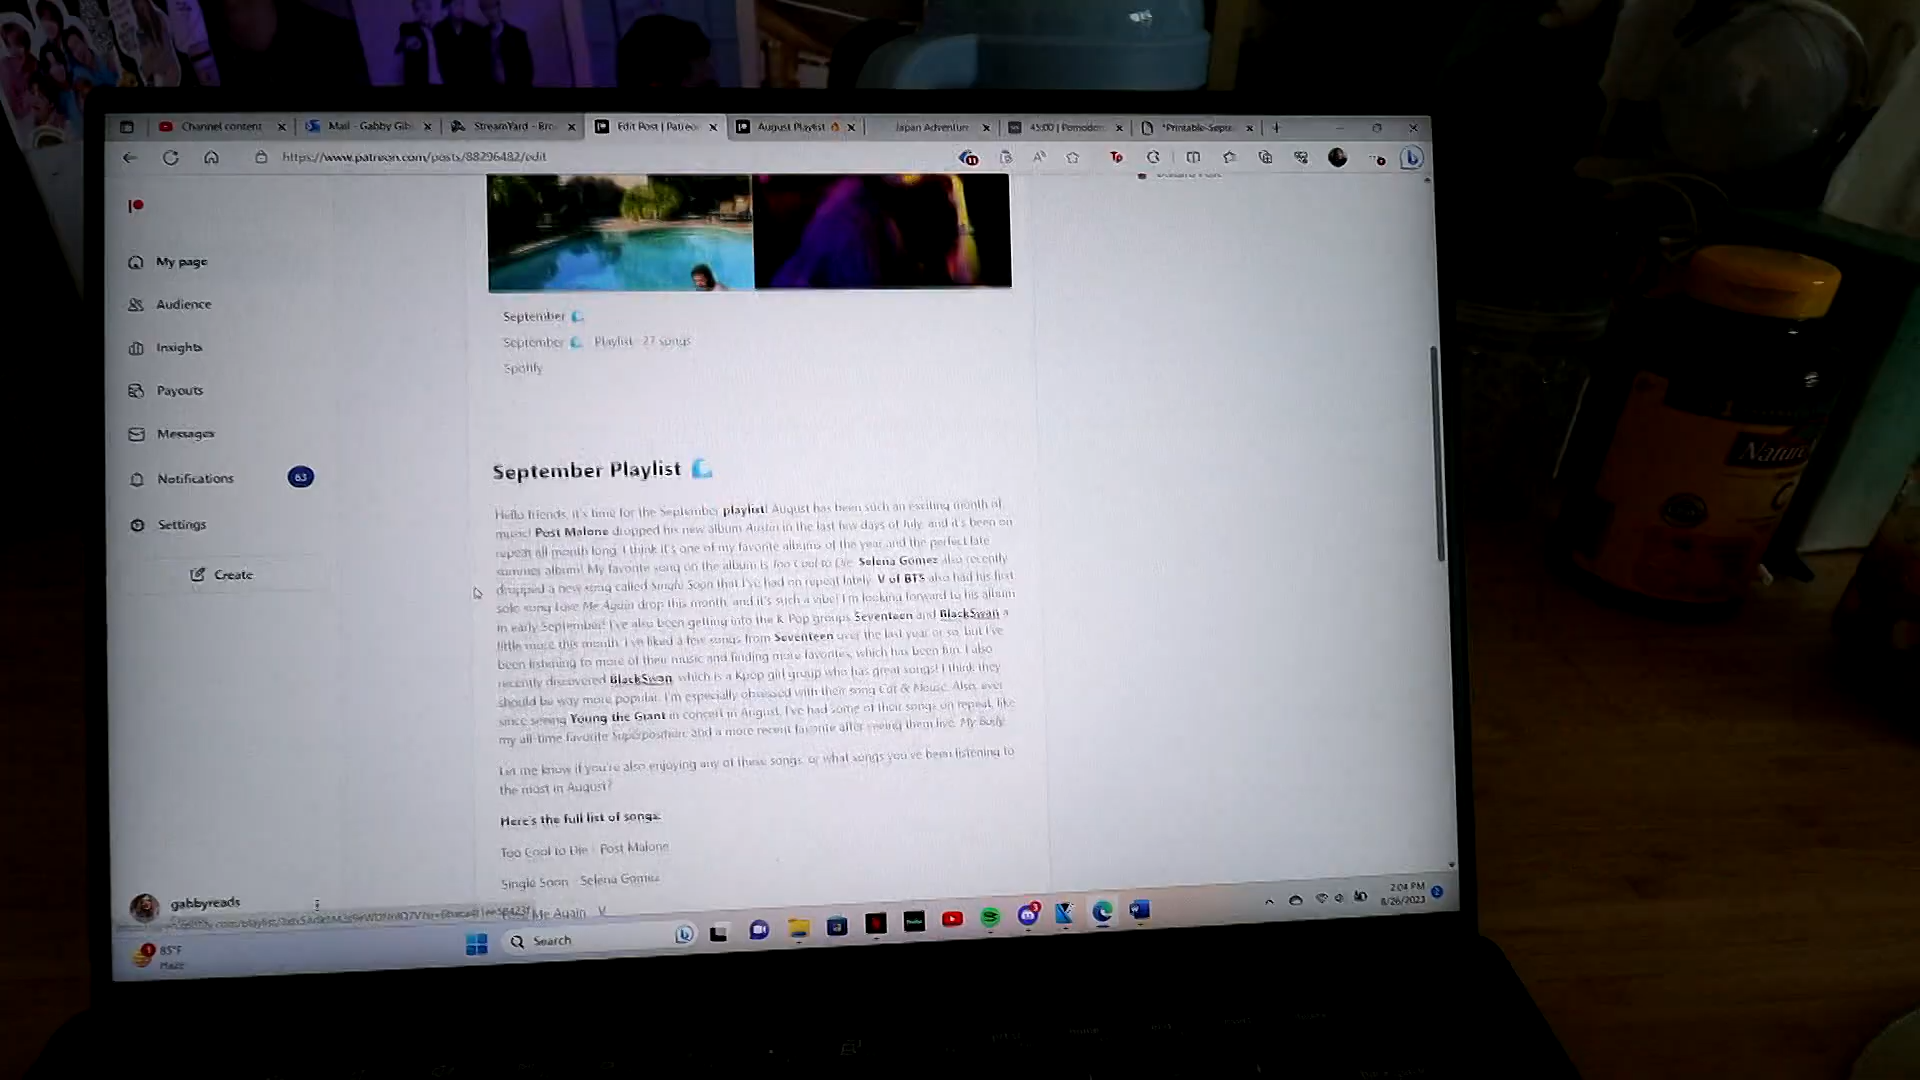 Channel content
Mail - Gabby Gib
StreamYard - Bro
Edit Post | Patreo
August Playlist
Japan Adventure
45:00 | Pomodoro
*Printable-Septe
https://www.patreon.com/posts/88296482/edit
My page
Audience
Insights
Payouts
Messages
Notifications
63
Settings
Create
gabbyreads
September
September Playlist · 27 songs
Spotify
September Playlist
Hello friends, it's time for the September playlist! August has been such an exciting month of
music! Post Malone dropped his new album Austin in the last few days of July, and it's been on
repeat all month long. I think it's one of my favorite albums of the year and the perfect late
summer album! My favorite song on the album is Too Cool to Die. Selena Gomez also recently
dropped a new song called Single Soon that I've had on repeat lately. V of BTS also had his first
solo song Love Me Again drop this month, and it's such a vibe! I'm looking forward to his album
in early September! I've also been getting into the K-Pop groups Seventeen and BlackSwan a
little more this month. I've liked a few songs from Seventeen over the last year or so, but I've
been listening to more of their music and finding more favorites, which has been fun. I also
recently discovered BlackSwan, which is a Kpop girl group who has great songs! I think they
should be way more popular. I'm especially obsessed with their song Cat & Mouse. Also, ever
since seeing Young the Giant in concert in August, I've had some of their songs on repeat, like
my all-time favorite Superposition, and a more recent favorite after seeing them live, My Body.
Let me know if you're also enjoying any of these songs, or what songs you've been listening to
the most in August?
Here's the full list of songs:
Too Cool to Die - Post Malone
Single Soon - Selena Gomez
Me Again - V
85°F
Haze
Search
2:04 PM
8/26/2023
Nature